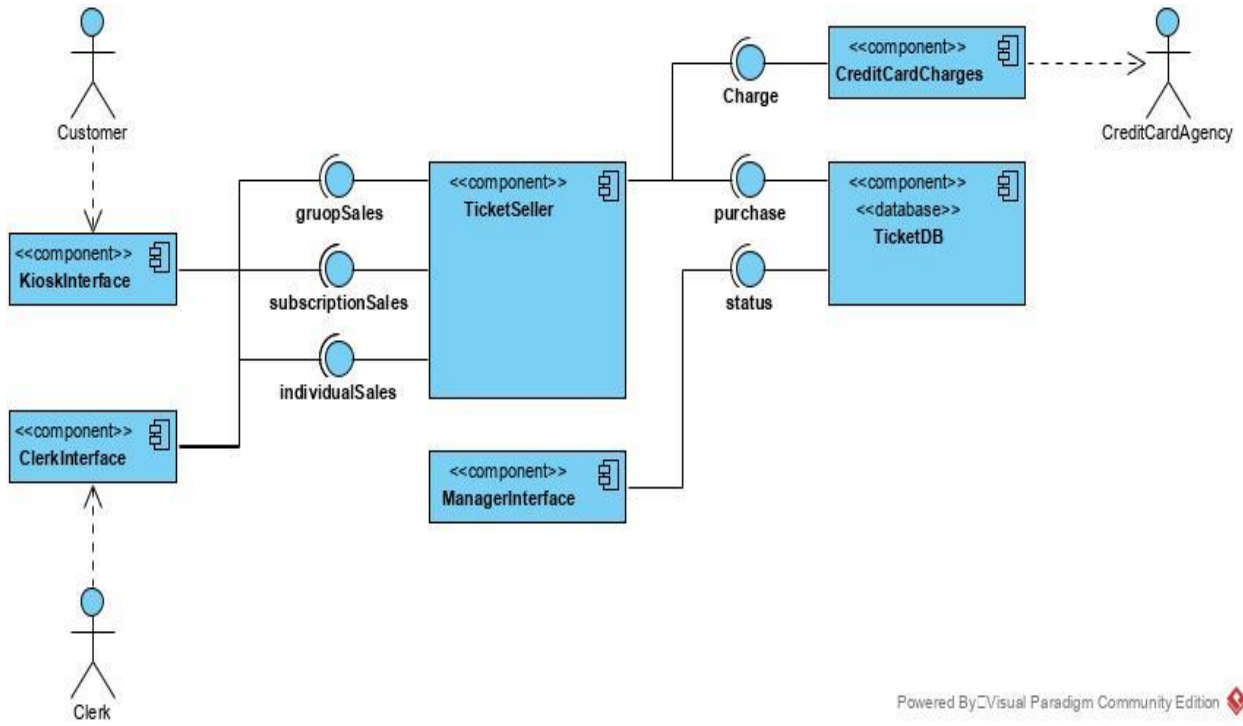 Customer
<<component>>
KioskInterface
<<component>>
ClerkInterface
Clerk
gruopSales
subscriptionSales
individualSales
<<component>>
TicketSeller
<<component>>
ManagerInterface
Charge
purchase
status
<<component>>
CreditCardCharges
<<component>>
<<database>>
TicketDB
CreditCardAgency
Powered By Visual Paradigm Community Edition